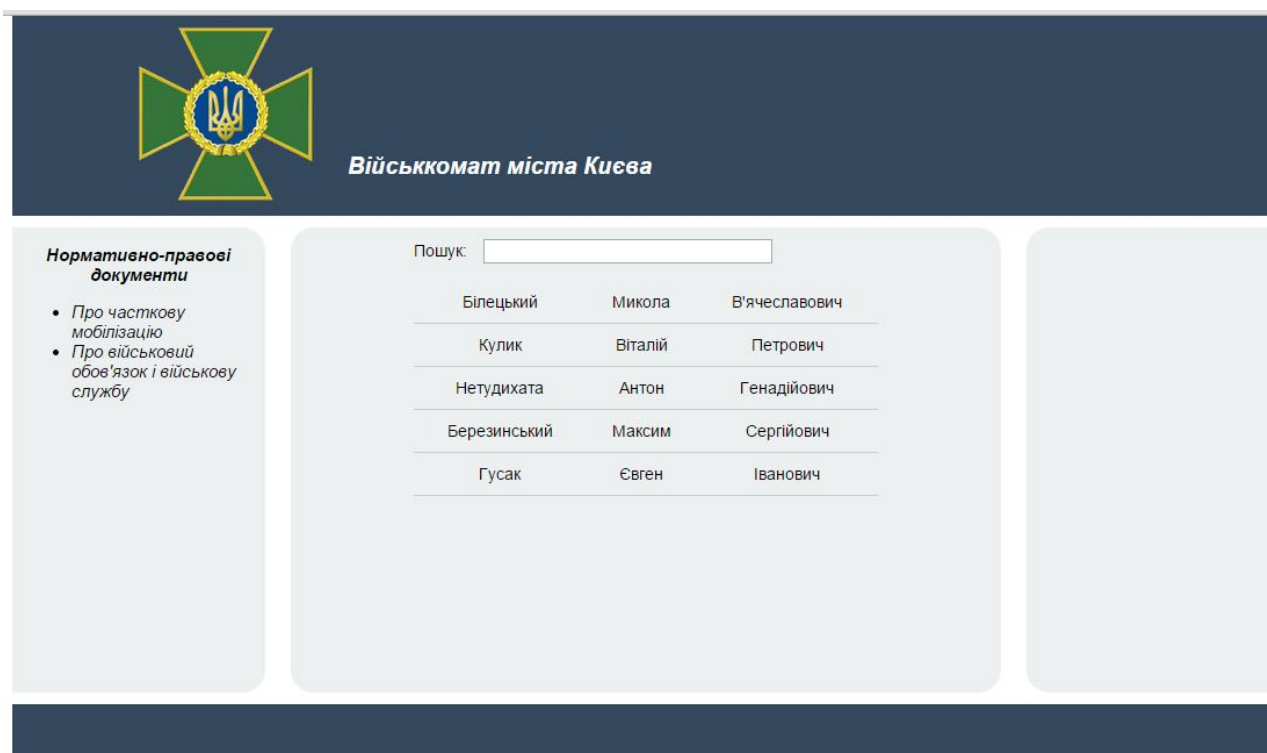 Військкомат міста Києва
Нормативно-правові
документи
Про часткову
мобілізацію
Про військовий
обов'язок і військову
службу
Пошук:
Білецький Микола В'ячеславович
Кулик Віталій Петрович
Нетудихата Антон Генадійович
Березинський Максим Сергійович
Гусак Євген Іванович